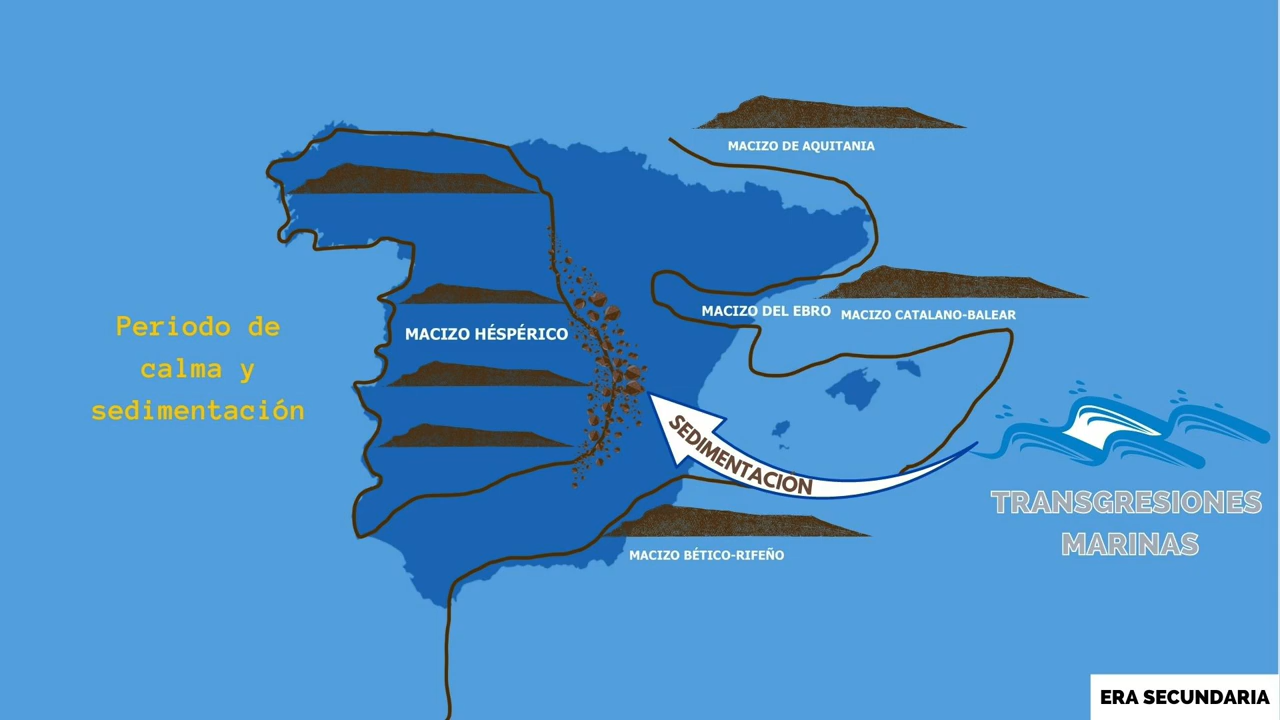 MACIZO DE AQUITANIA
Periodo de
calma y
sedimentación
MACIZO HÉSPÉRICO
MACIZO DEL EBRO
MACIZO CATALANO-BALEAR
SEDIMENTACIÓN
TRANSGRESIONES
MARINAS
MACIZO BÉTICO-RIFEÑO
ERA SECUNDARIA